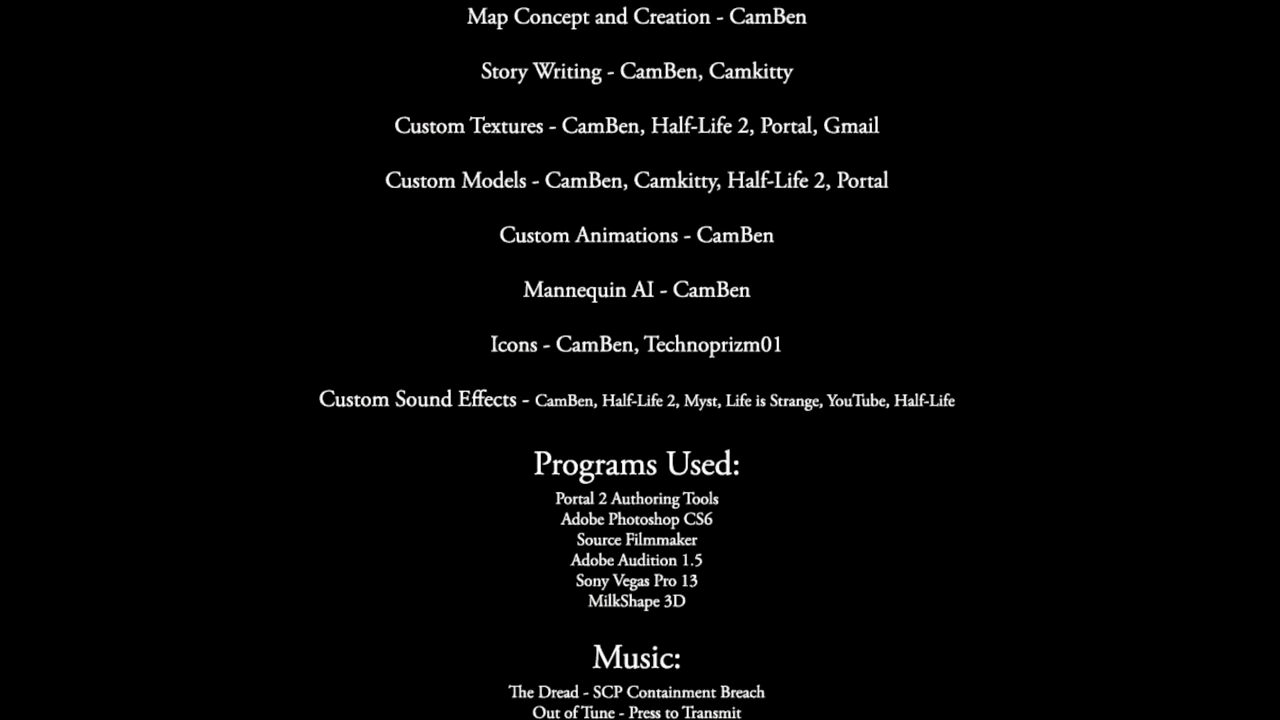 Map Concept and Creation - CamBen
Story Writing - CamBen, Camkitty
Custom Textures - CamBen, Half-Life 2, Portal, Gmail
Custom Models - CamBen, Camkitty, Half-Life 2, Portal
Custom Animations - CamBen
Mannequin AI - CamBen
Icons - CamBen, Technoprizm01
Custom Sound Effects - CamBen, Half-Life 2, Myst, Life is Strange, YouTube, Half-Life
Programs Used:
Portal 2 Authoring Tools
Adobe Photoshop CS6
Source Filmmaker
Adobe Audition 1.5
Sony Vegas Pro 13
MilkShape 3D
Music:
The Dread - SCP Containment Breach
Out of Tune - Press to Transmit